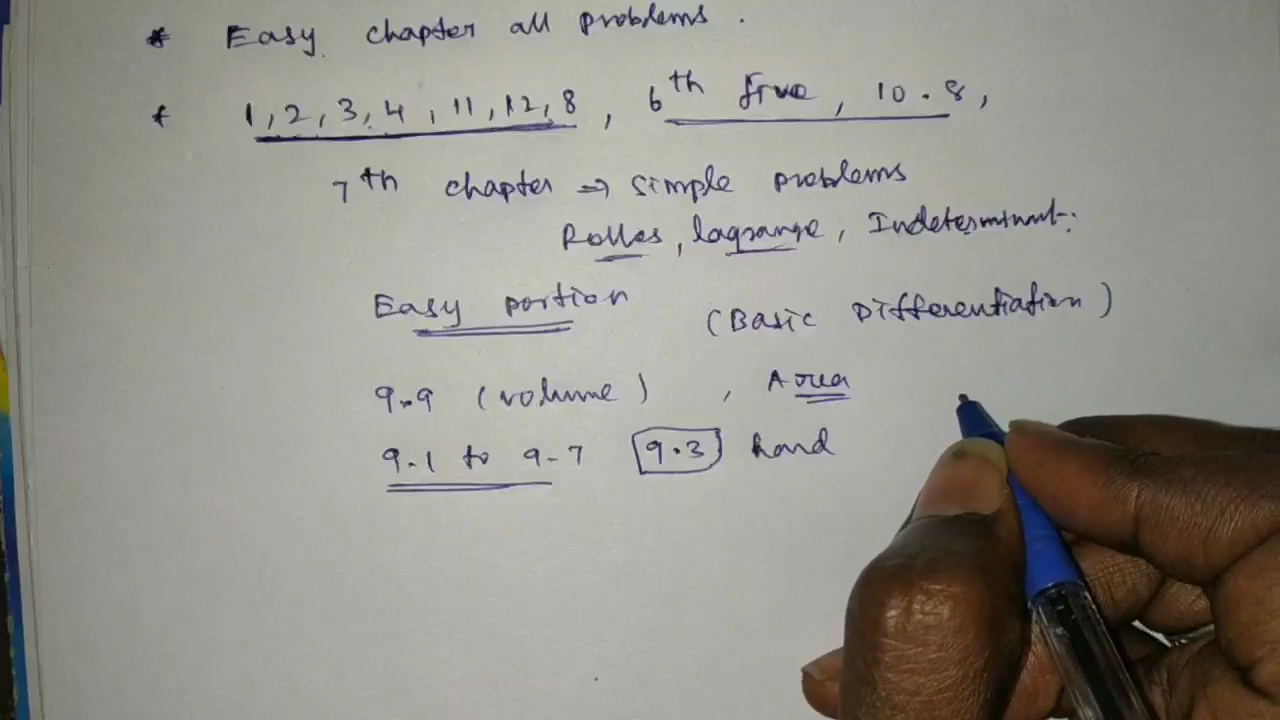 * Easy chapter all problems.
* 1, 2, 3, 4, 11, 12, 8, 6th five, 10.8,
7th chapter ⇒ simple problems
Rolles, lagrange, Indeterminant.
Easy portion (Basic Differentiation)
9.9 (volume), Area
9.1 to 9.7 9.3 hard